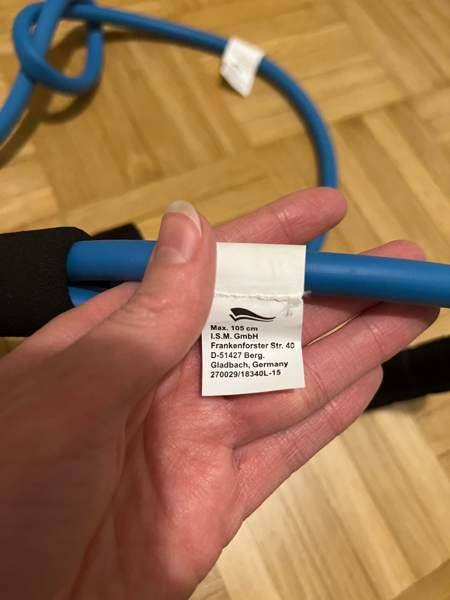 Max. 105 cm
I.S.M. GmbH
Frankenforster Str. 40
D-51427 Berg.
Gladbach, Germany
270029/18340L-15